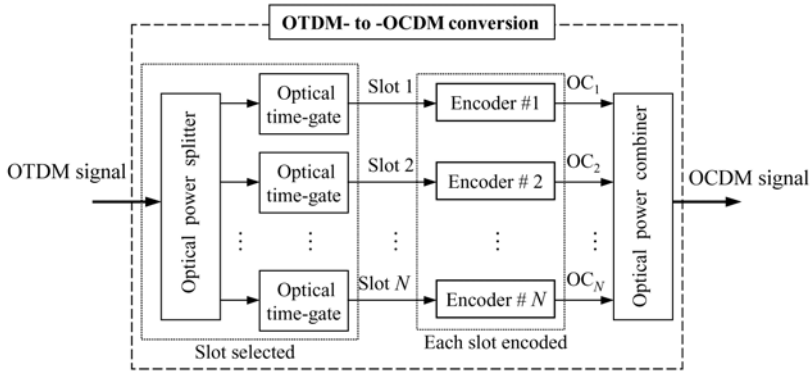 OTDM- to -OCDM conversion
OTDM signal
Optical power splitter
Optical
time-gate
Slot 1
Encoder #1
OC1
Optical
time-gate
Slot 2
Encoder # 2
OC2
Optical
time-gate
Slot N
Encoder # N
OCN
Optical power combiner
OCDM signal
Slot selected
Each slot encoded